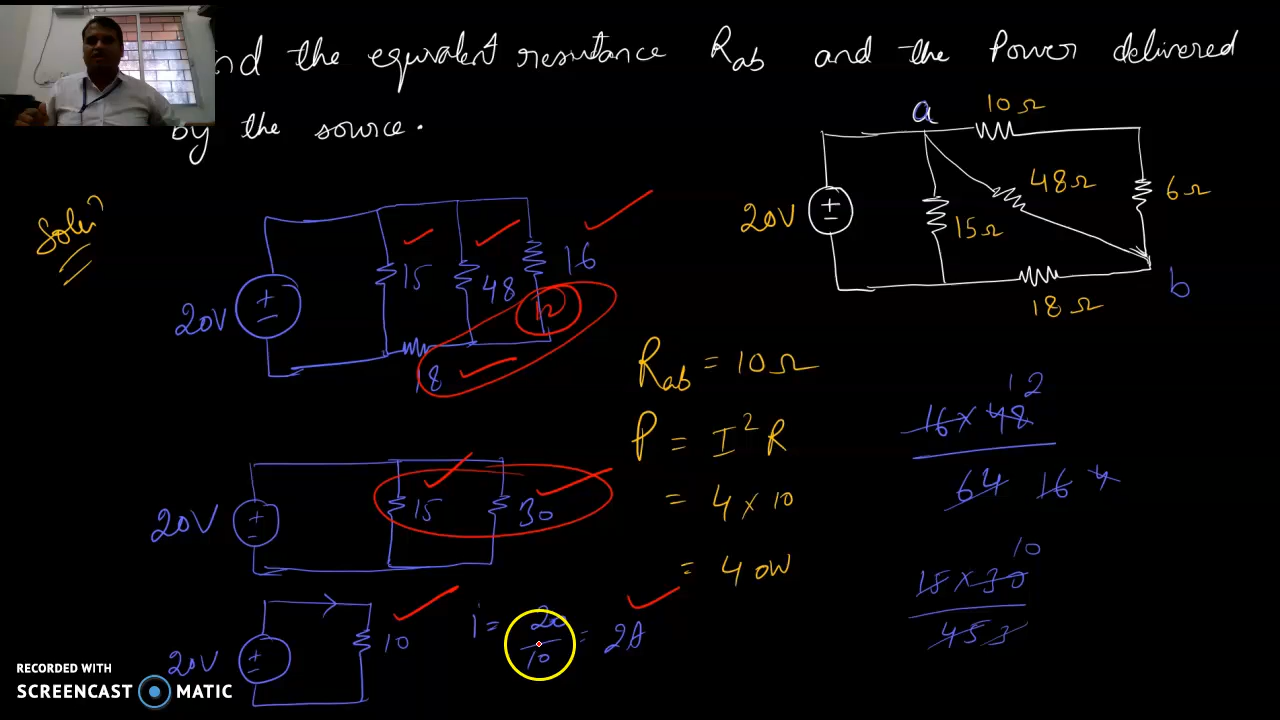 nd the equivalent resistance Rab and the Power delivered
by the source.
a
10Ω
48Ω
6Ω
20V
15Ω
18Ω
b
Soln
20V
15
48
16
12
18
Rab = 10Ω
P = I²R
= 4 x 10
= 40W
12
16 x 48
64 16 4
20V
15
30
10
15 x 30
45 3
20V
10
i = 20/10 = 2A
RECORDED WITH
SCREENCAST MATIC